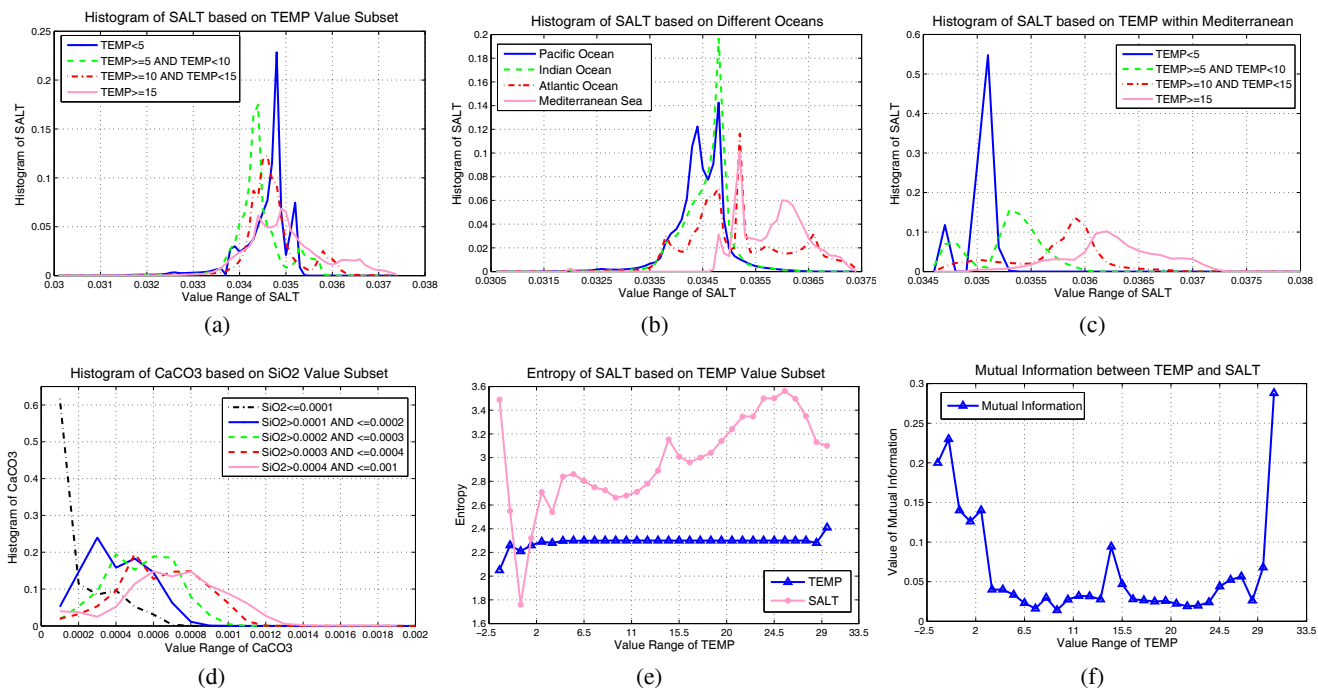 Histogram of SALT based on TEMP Value Subset
0.25
0.2
0.15
0.1
0.05
0
Histogram of SALT
TEMP<5
TEMP>=5 AND TEMP<10
TEMP>=10 AND TEMP<15
TEMP>=15
0.03 0.031 0.032 0.033 0.034 0.035 0.036 0.037 0.038
Value Range of SALT
(a)
Histogram of SALT based on Different Oceans
0.2
0.18
0.16
0.14
0.12
0.1
0.08
0.06
0.04
0.02
0
Histogram of SALT
Pacific Ocean
Indian Ocean
Atlantic Ocean
Mediterranean Sea
0.0305 0.0315 0.0325 0.0335 0.0345 0.0355 0.0365 0.0375
Value Range of SALT
(b)
Histogram of SALT based on TEMP within Mediterranean
0.6
0.5
0.4
0.3
0.2
0.1
0
Histogram of SALT
TEMP<5
TEMP>=5 AND TEMP<10
TEMP>=10 AND TEMP<15
TEMP>=15
0.0345 0.035 0.0355 0.036 0.0365 0.037 0.0375 0.038
Value Range of SALT
(c)
Histogram of CaCO3 based on SiO2 Value Subset
0.6
0.5
0.4
0.3
0.2
0.1
0
Histogram of CaCO3
SiO2<=0.0001
SiO2>0.0001 AND <=0.0002
SiO2>0.0002 AND <=0.0003
SiO2>0.0003 AND <=0.0004
SiO2>0.0004 AND <=0.001
0 0.0002 0.0004 0.0006 0.0008 0.001 0.0012 0.0014 0.0016 0.0018 0.002
Value Range of CaCO3
(d)
Entropy of SALT based on TEMP Value Subset
3.6
3.4
3.2
3
2.8
2.6
2.4
2.2
2
1.8
1.6
Entropy
TEMP
SALT
-2.5 2 6.5 11 15.5 20 24.5 29 33.5
Value Range of TEMP
(e)
Mutual Information between TEMP and SALT
0.3
0.25
0.2
0.15
0.1
0.05
0
Value of Mutual Information
Mutual Information
-2.5 2 6.5 11 15.5 20 24.5 29 33.5
Value Range of TEMP
(f)